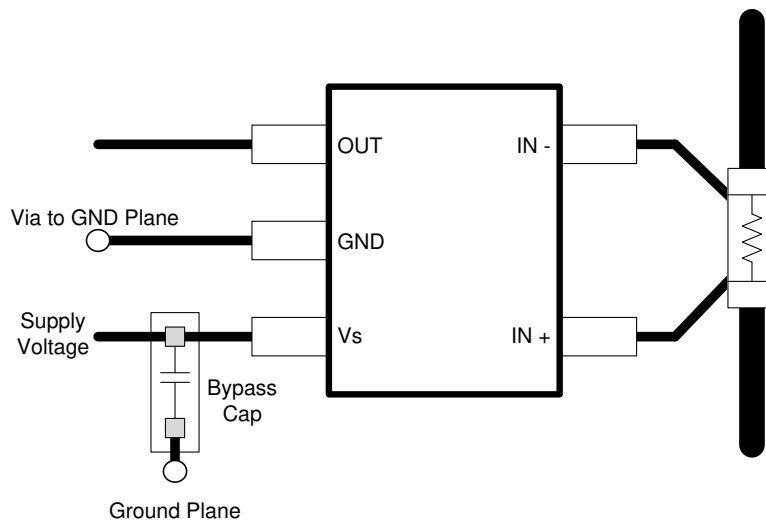 OUT
IN -
Via to GND Plane
GND
Supply
Voltage
Vs
IN +
Bypass
Cap
Ground Plane